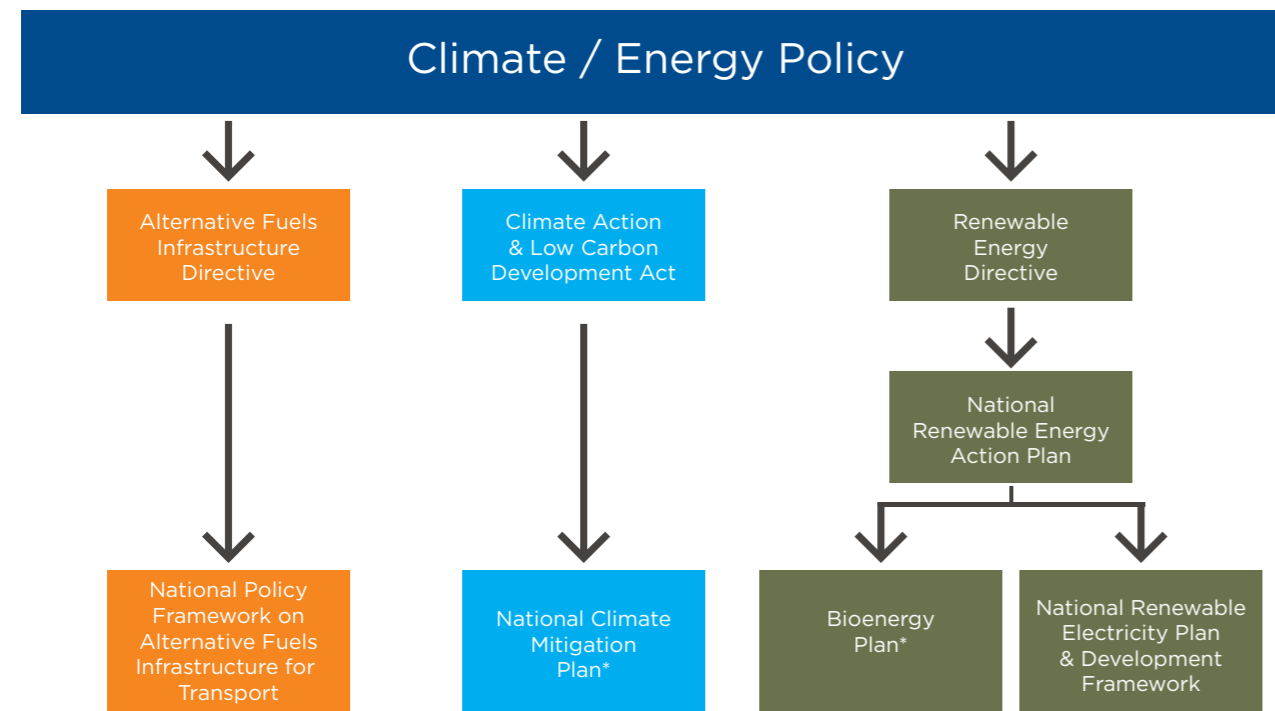 Climate / Energy Policy
Alternative Fuels
Infrastructure
Directive
Climate Action
& Low Carbon
Development Act
Renewable
Energy
Directive
National
Renewable Energy
Action Plan
National Policy
Framework on
Alternative Fuels
Infrastructure for
Transport
National Climate
Mitigation
Plan*
Bioenergy
Plan*
National Renewable
Electricity Plan
& Development
Framework